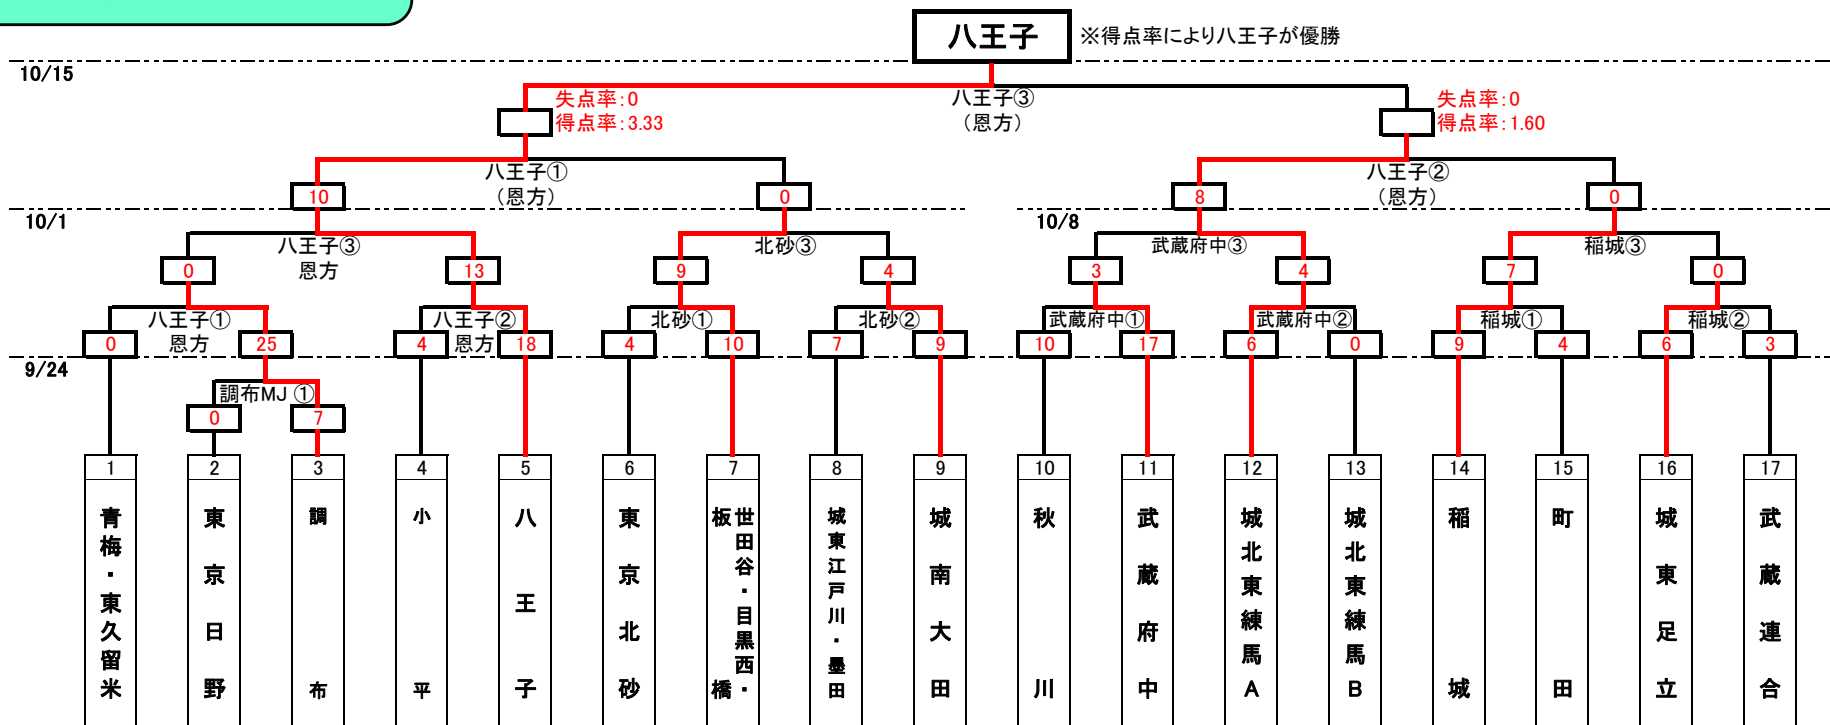 八王子 ※得点率により八王子が優勝
10/15
失点率:0 八王子③ 失点率:0
得点率:3.33 (恩方) 得点率:1.60
八王子① 八王子②
10 (恩方) 0 8 (恩方) 0
10/1 10/8
八王子③ 北砂③ 武蔵府中③ 稲城③
0 恩方 13 9 4 3 4 7 0
八王子① 八王子② 北砂① 北砂② 武蔵府中① 武蔵府中② 稲城① 稲城②
0 恩方 25 4 恩方 18 4 10 7 9 10 17 6 0 9 4 6 3
9/24
調布MJ ①
0 7
1 2 3 4 5 6 7 8 9 10 11 12 13 14 15 16 17
青梅・東久留米
東京日野
調布
小平
八王子
東京北砂
世田谷・目黒西・
板橋
城東江戸川・墨田
城南大田
秋川
武蔵府中
城北東練馬A
城北東練馬B
稲城
町田
城東足立
武蔵連合